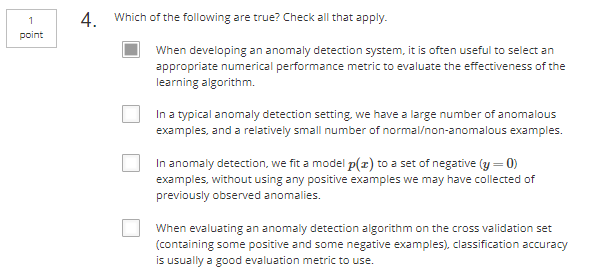 1
point
4. Which of the following are true? Check all that apply.
When developing an anomaly detection system, it is often useful to select an
appropriate numerical performance metric to evaluate the effectiveness of the
learning algorithm.
In a typical anomaly detection setting, we have a large number of anomalous
examples, and a relatively small number of normal/non-anomalous examples.
In anomaly detection, we fit a model p(x) to a set of negative (y = 0)
examples, without using any positive examples we may have collected of
previously observed anomalies.
When evaluating an anomaly detection algorithm on the cross validation set
(containing some positive and some negative examples), classification accuracy
is usually a good evaluation metric to use.